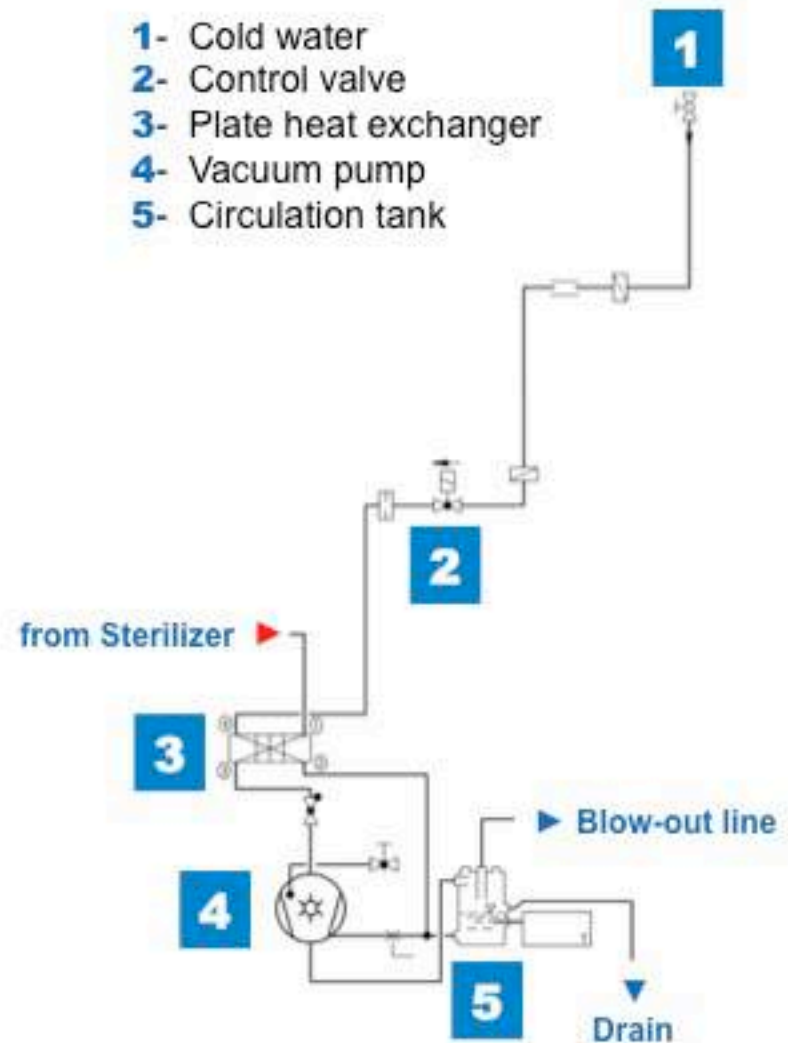 1- Cold water
2- Control valve
3- Plate heat exchanger
4- Vacuum pump
5- Circulation tank
1
2
from Sterilizer
3
4
Blow-out line
5
Drain